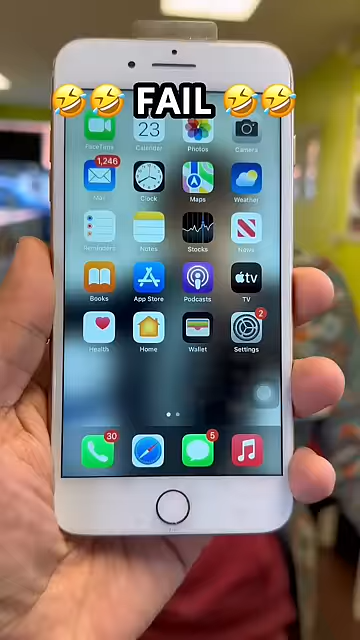 🤣🤣 FAIL 🤣🤣
FaceTime
23
Calendar
Photos
Camera
1,246
Mail
Clock
Maps
Weather
Reminders
Notes
Stocks
News
Books
App Store
Podcasts
tv
TV
2
Health
Home
Wallet
Settings
30
5